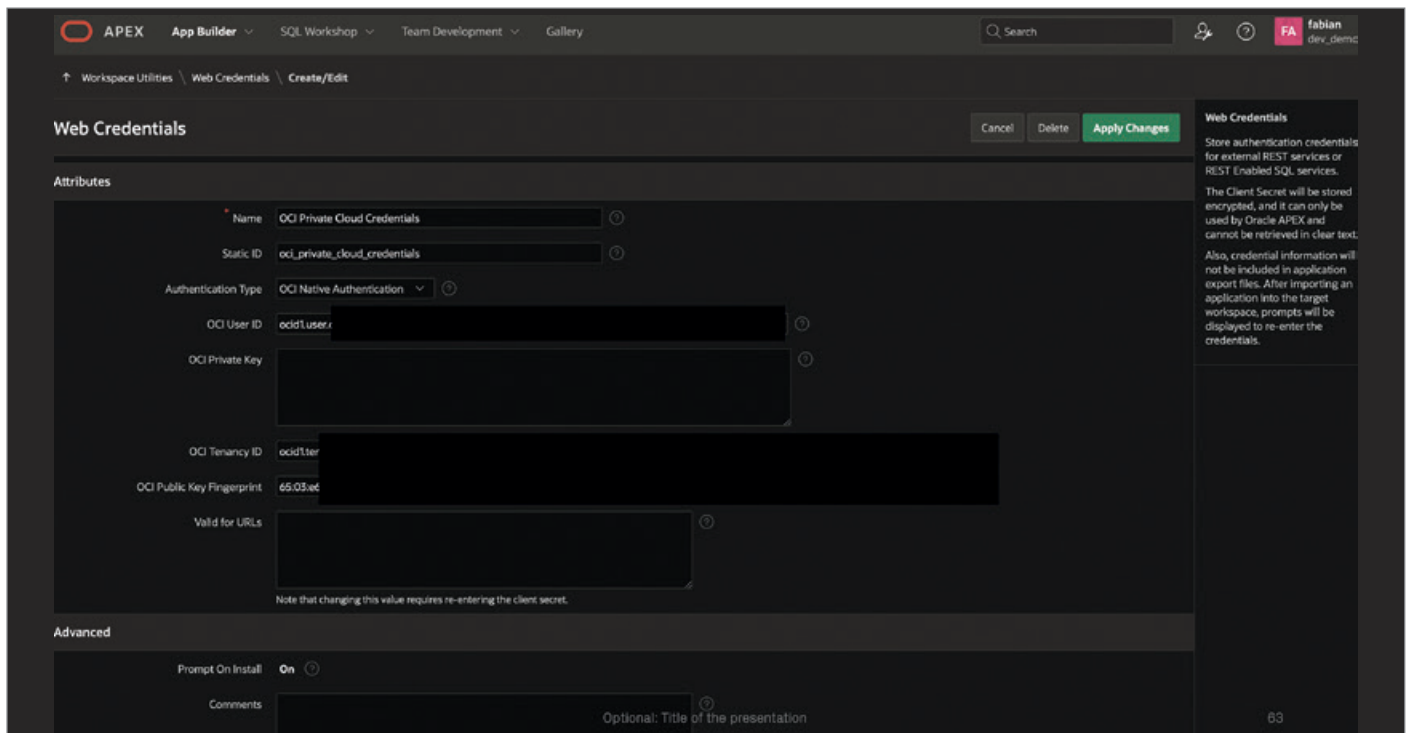 APEX App Builder SQL Workshop Team Development Gallery Search FA fabian
dev_demo
Workspace Utilities \ Web Credentials \ Create/Edit
Web Credentials Cancel Delete Apply Changes
Attributes
* Name OCI Private Cloud Credentials
Static ID oci_private_cloud_credentials
Authentication Type OCI Native Authentication
OCI User ID ocid1.user.
OCI Private Key
OCI Tenancy ID ocid1.ten
OCI Public Key Fingerprint 65:03:e6
Valid for URLs
Note that changing this value requires re-entering the client secret.
Advanced
Prompt On Install On
Comments
Web Credentials
Store authentication credentials
for external REST services or
REST Enabled SQL services.
The Client Secret will be stored
encrypted, and it can only be
used by Oracle APEX and
cannot be retrieved in clear text.
Also, credential information will
not be included in application
export files. After importing an
application into the target
workspace, prompts will be
displayed to re-enter the
credentials.
Optional: Title of the presentation 63